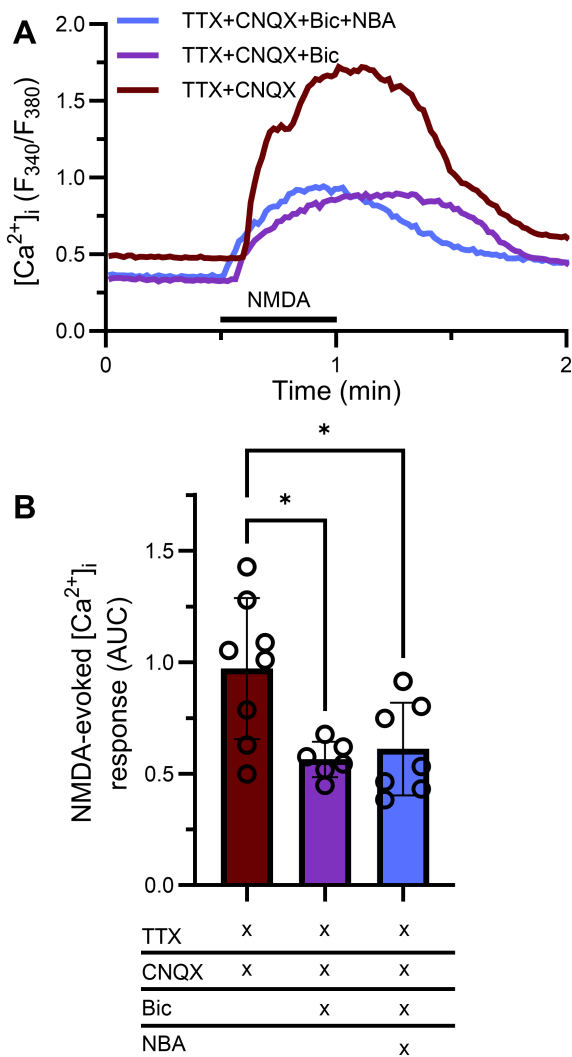 A
TTX+CNQX+Bic+NBA
TTX+CNQX+Bic
TTX+CNQX
[Ca²⁺]ᵢ (F₃₄₀/F₃₈₀)
2.0
1.5
1.0
0.5
0.0
NMDA
0
1
2
Time (min)
B
*
*
NMDA-evoked [Ca²⁺]ᵢ
response (AUC)
1.5
1.0
0.5
0.0
TTX x x x
CNQX x x x
Bic x x
NBA x